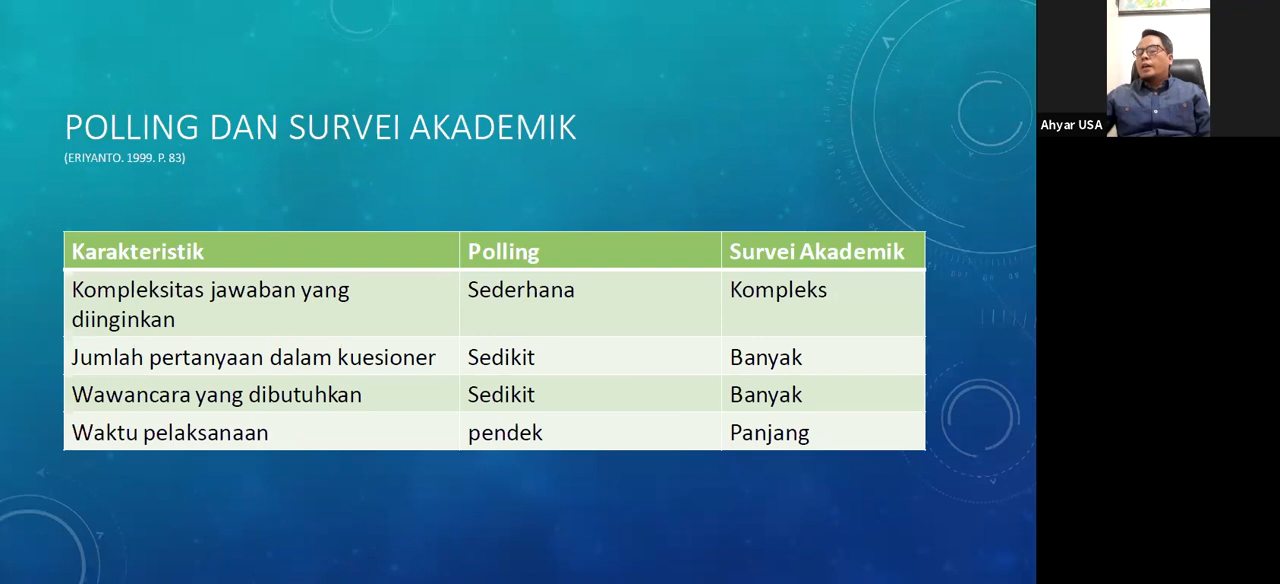 POLLING DAN SURVEI AKADEMIK
(ERIYANTO. 1999. P. 83)
Karakteristik Polling Survei Akademik
Kompleksitas jawaban yang diinginkan Sederhana Kompleks
Jumlah pertanyaan dalam kuesioner Sedikit Banyak
Wawancara yang dibutuhkan Sedikit Banyak
Waktu pelaksanaan pendek Panjang
Ahyar USA